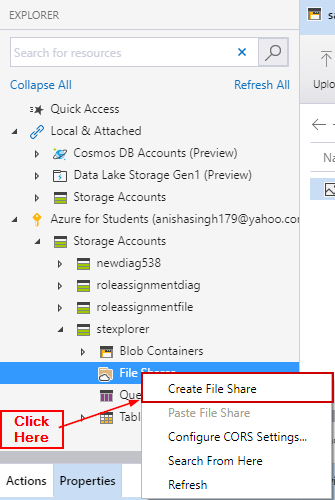 EXPLORER
Search for resources
Collapse All
Refresh All
Quick Access
Local & Attached
Cosmos DB Accounts (Preview)
Data Lake Storage Gen1 (Preview)
Storage Accounts
Azure for Students (anishasingh179@yahoo.com
Storage Accounts
newdiag538
roleassignmentdiag
roleassignmentfile
stexplorer
Blob Containers
File Shares
Que
Tabl
Click
Here
Create File Share
Paste File Share
Configure CORS Settings...
Search From Here
Refresh
Actions
Properties
sa
Uplo
Na